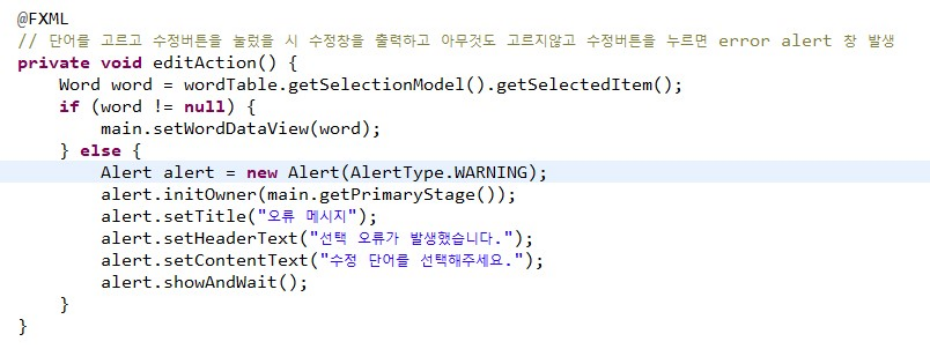 @FXML
// 단어를 고르고 수정버튼을 눌렀을 시 수정창을 출력하고 아무것도 고르지않고 수정버튼을 누르면 error alert 창 발생
private void editAction() {
    Word word = wordTable.getSelectionModel().getSelectedItem();
    if (word != null) {
        main.setWordDataView(word);
    } else {
        Alert alert = new Alert(AlertType.WARNING);
        alert.initOwner(main.getPrimaryStage());
        alert.setTitle("오류 메시지");
        alert.setHeaderText("선택 오류가 발생했습니다.");
        alert.setContentText("수정 단어를 선택해주세요.");
        alert.showAndWait();
    }
}